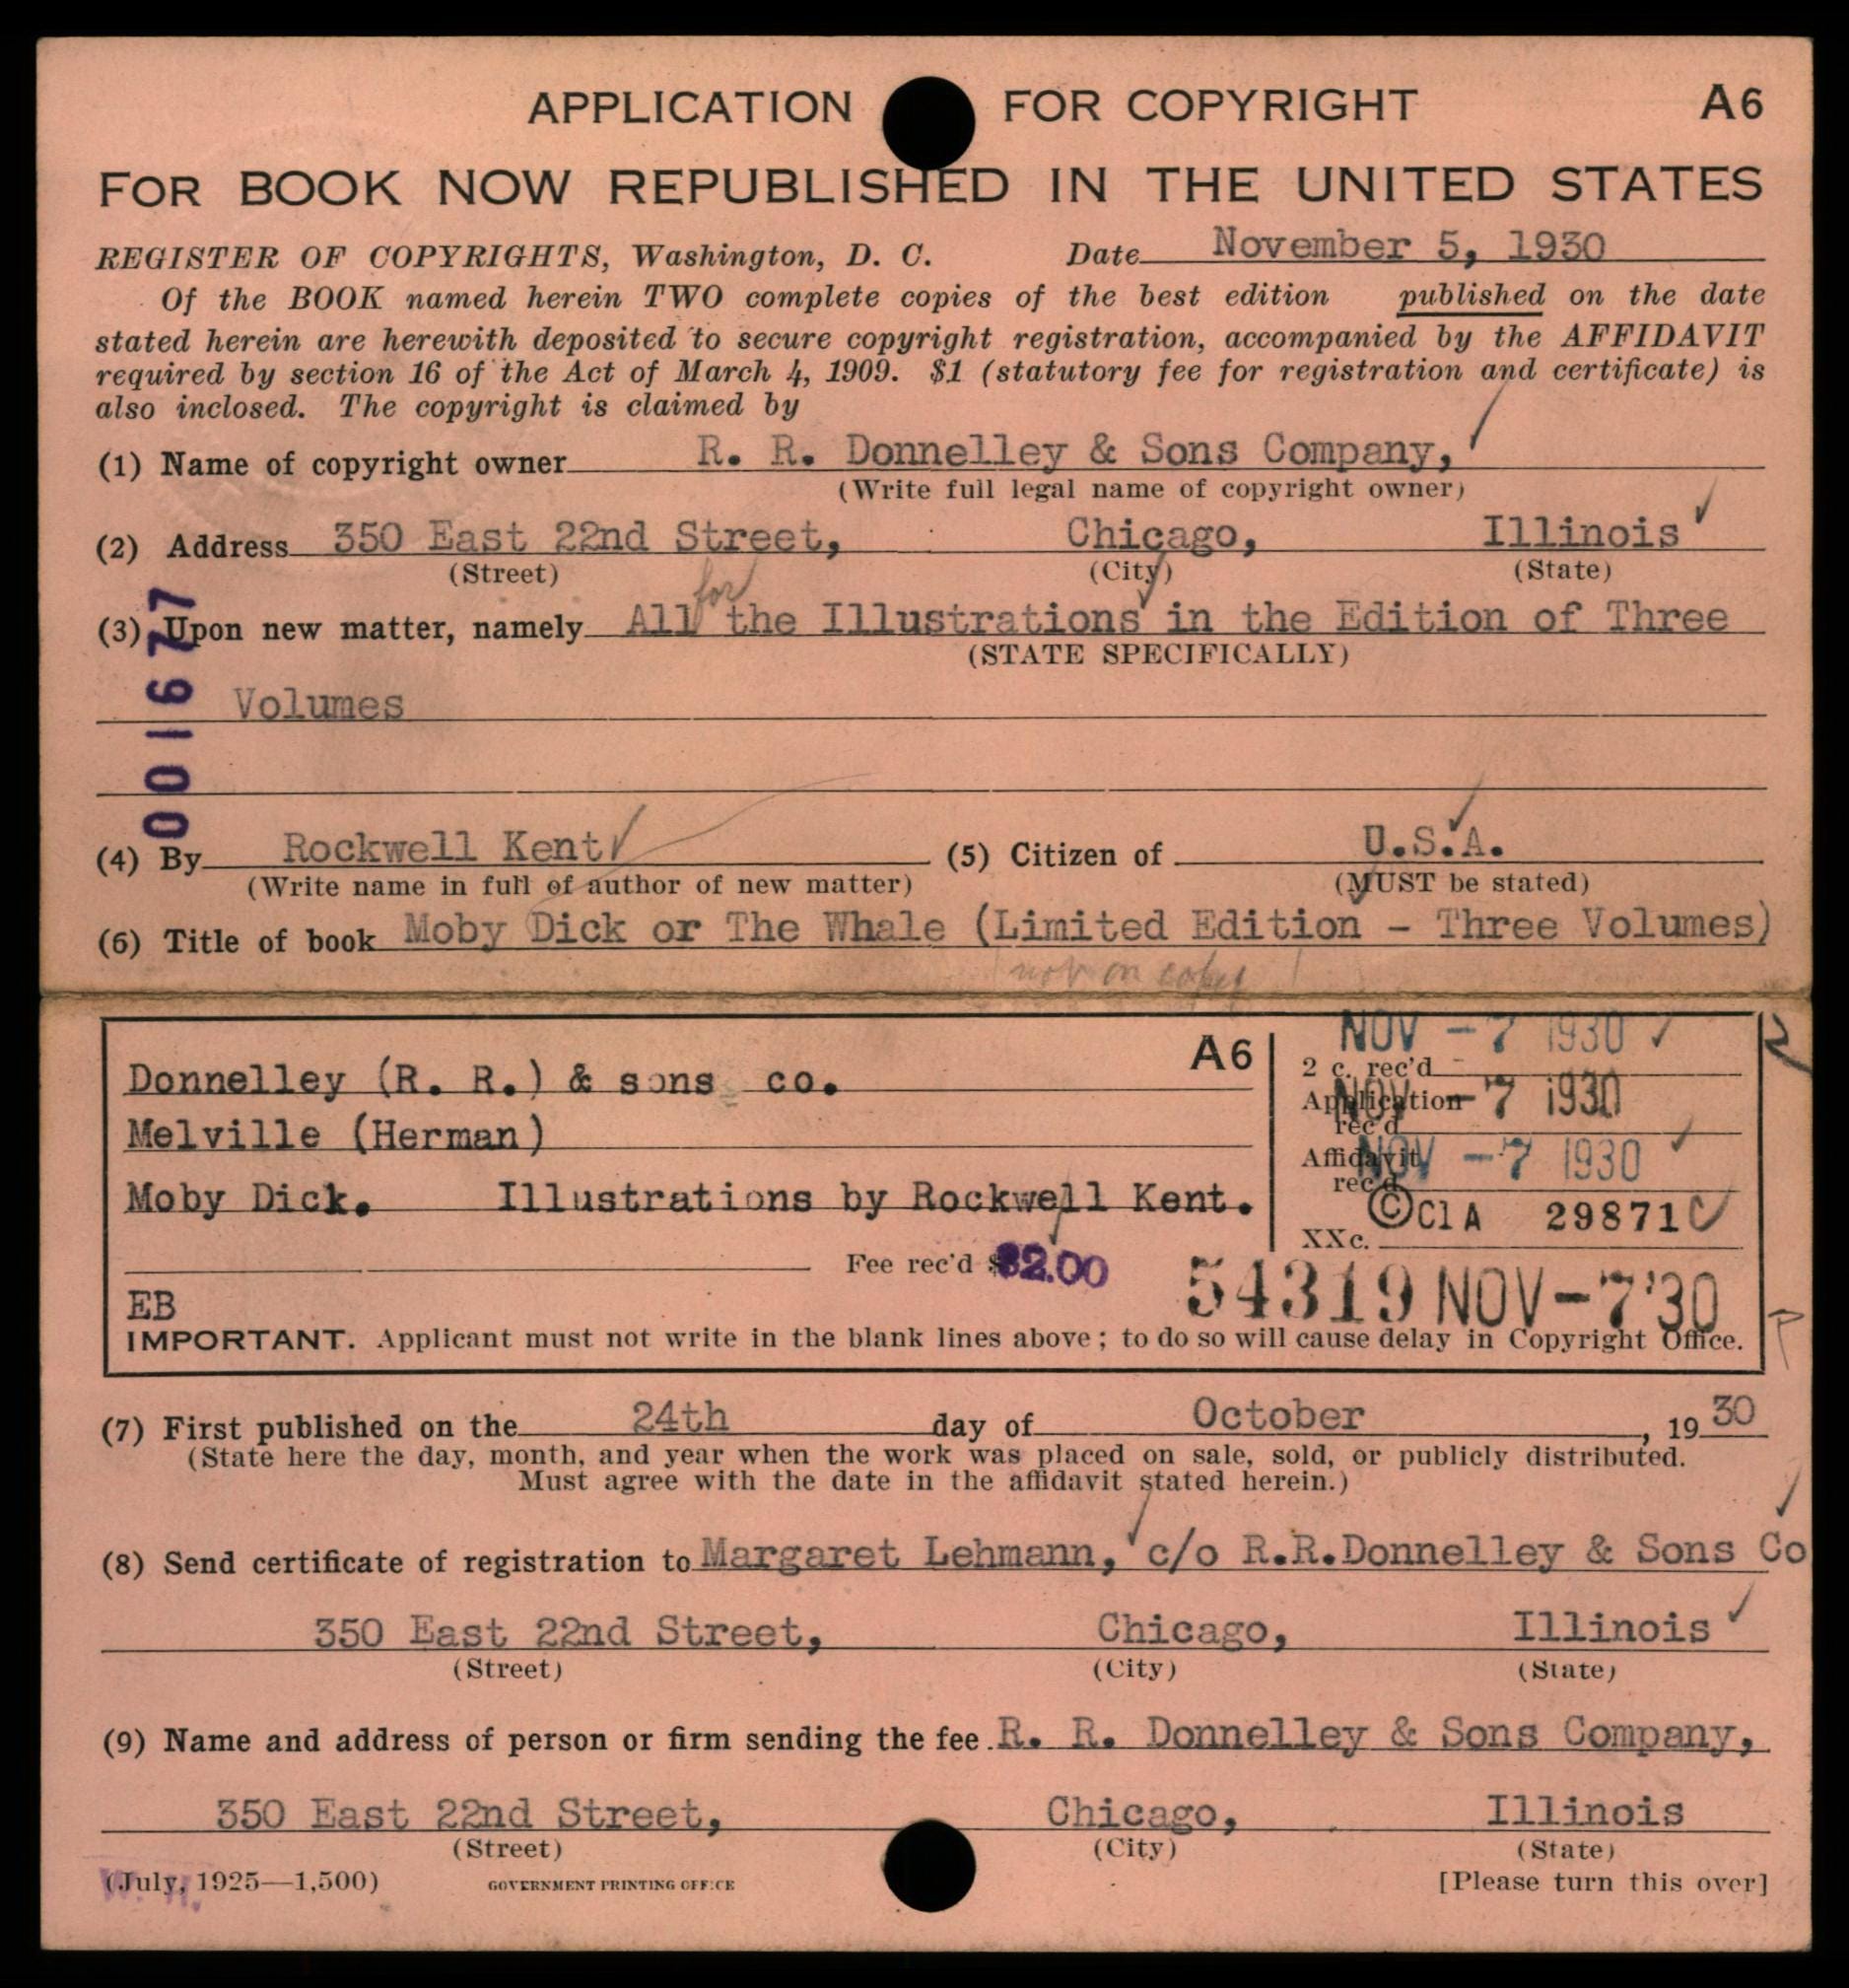 APPLICATION FOR COPYRIGHT A6
FOR BOOK NOW REPUBLISHED IN THE UNITED STATES
REGISTER OF COPYRIGHTS, Washington, D. C. Date November 5, 1930
Of the BOOK named herein TWO complete copies of the best edition published on the date
stated herein are herewith deposited to secure copyright registration, accompanied by the AFFIDAVIT
required by section 16 of the Act of March 4, 1909. $1 (statutory fee for registration and certificate) is
also inclosed. The copyright is claimed by
(1) Name of copyright owner R. R. Donnelley & Sons Company,
(Write full legal name of copyright owner)
(2) Address 350 East 22nd Street, Chicago, Illinois
(Street) (City) (State)
for
(3) Upon new matter, namely All the Illustrations in the Edition of Three
(STATE SPECIFICALLY)
Volumes
001677
(4) By Rockwell Kent (5) Citizen of U.S.A.
(Write name in full of author of new matter) (MUST be stated)
(6) Title of book Moby Dick or The Whale (Limited Edition - Three Volumes)
not on copy
Donnelley (R. R.) & sons co. A6
NOV -7 1930
2 c. rec'd
Melville (Herman)
Application rec'd NOV -7 1930
Affidavit rec'd NOV -7 1930
Moby Dick. Illustrations by Rockwell Kent.
©Cl A 29871
XXc.
Fee rec'd $2.00
54319 NOV-7'30
EB
IMPORTANT. Applicant must not write in the blank lines above; to do so will cause delay in Copyright Office.
(7) First published on the 24th day of October, 1930
(State here the day, month, and year when the work was placed on sale, sold, or publicly distributed.
Must agree with the date in the affidavit stated herein.)
(8) Send certificate of registration to Margaret Lehmann, c/o R.R.Donnelley & Sons Co
350 East 22nd Street, Chicago, Illinois
(Street) (City) (State)
(9) Name and address of person or firm sending the fee R. R. Donnelley & Sons Company,
350 East 22nd Street, Chicago, Illinois
(Street) (City) (State)
(July, 1925—1,500) GOVERNMENT PRINTING OFFICE [Please turn this over]